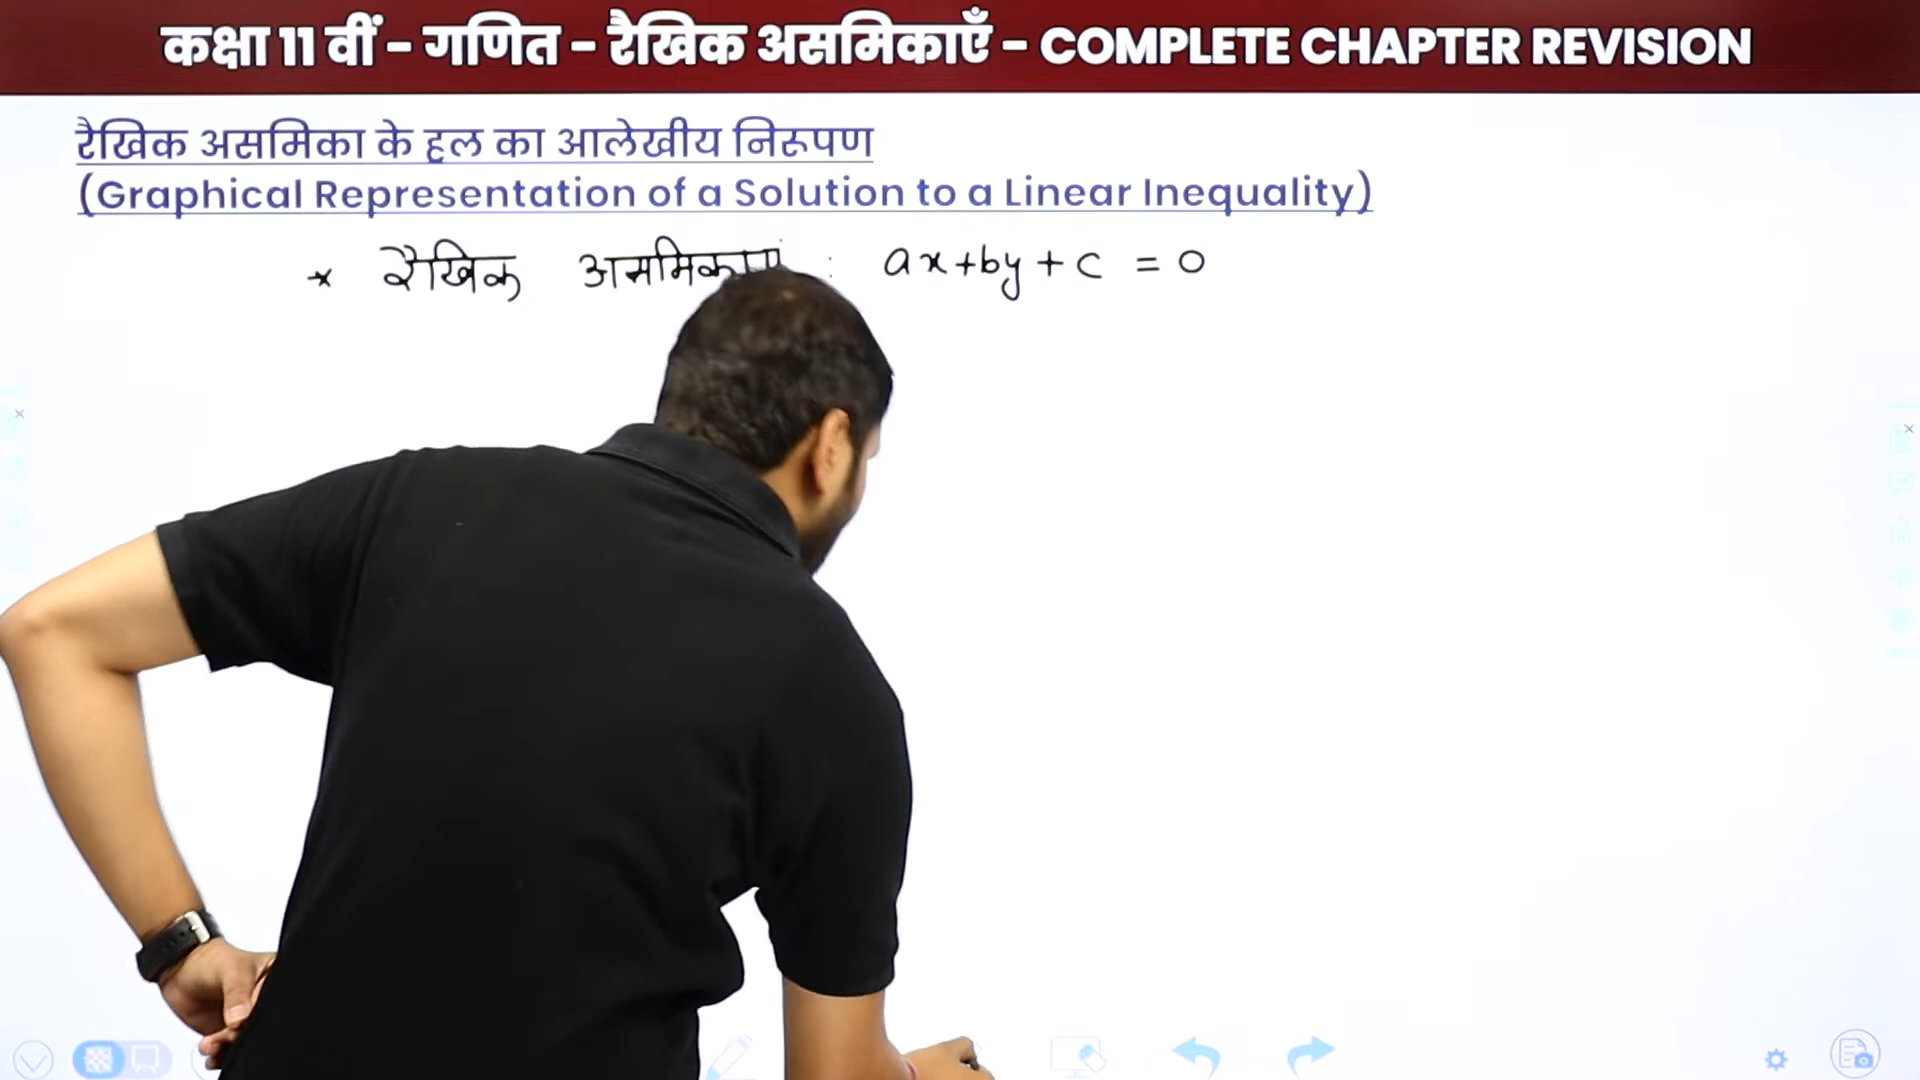 कक्षा 11 वीं – गणित – रैखिक असमिकाएँ – COMPLETE CHAPTER REVISION
रैखिक असमिका के हल का आलेखीय निरूपण
(Graphical Representation of a Solution to a Linear Inequality)
* रैखिक : ax + by + c = 0